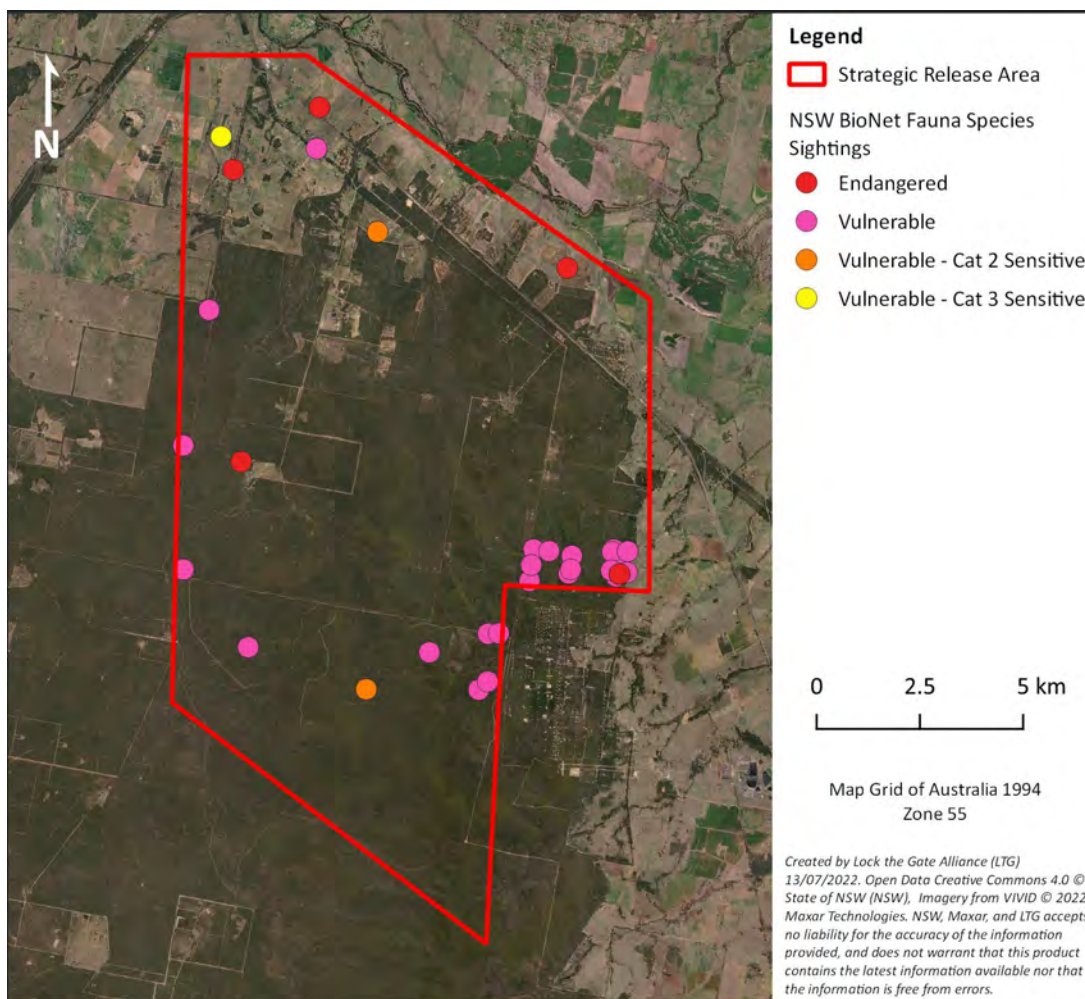 N
Legend
Strategic Release Area
NSW BioNet Fauna Species
Sightings
Endangered
Vulnerable
Vulnerable - Cat 2 Sensitive
Vulnerable - Cat 3 Sensitive
0 2.5 5 km
Map Grid of Australia 1994
Zone 55
Created by Lock the Gate Alliance (LTG)
13/07/2022. Open Data Creative Commons 4.0 ©
State of NSW (NSW), Imagery from VIVID © 2022
Maxar Technologies. NSW, Maxar, and LTG accepts
no liability for the accuracy of the information
provided, and does not warrant that this product
contains the latest information available nor that
the information is free from errors.